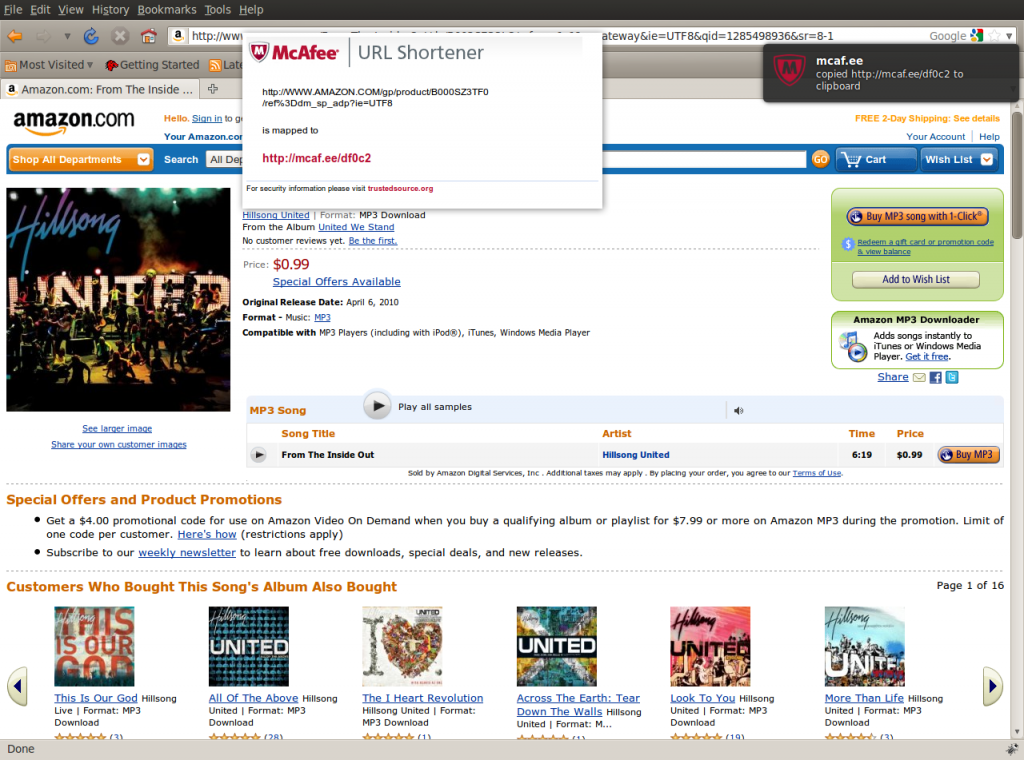 File Edit View History Bookmarks Tools Help
http://ww
ateway&ie=UTF8&qid=1285498936&sr=8-1
Google
Most Visited
Getting Started
Late
Amazon.com: From The Inside ...
McAfee | URL Shortener
http://WWW.AMAZON.COM/gp/product/B000SZ3TF0
/ref%3Ddm_sp_adp?ie=UTF8
is mapped to
http://mcaf.ee/df0c2
For security information please visit trustedsource.org
mcaf.ee
copied http://mcaf.ee/df0c2 to
clipboard
amazon.com
Hello. Sign in to g
Your Amazon.co
FREE 2-Day Shipping: See details
Your Account | Help
Shop All Departments
Search
All Dep
GO
Cart
Wish List
Hillsong
UNITED
See larger image
Share your own customer images
Hillsong United | Format: MP3 Download
From the Album United We Stand
No customer reviews yet. Be the first.
Price: $0.99
Special Offers Available
Original Release Date: April 6, 2010
Format - Music: MP3
Compatible with MP3 Players (including with iPod®), iTunes, Windows Media Player
Buy MP3 song with 1-Click®
Redeem a gift card or promotion code
& view balance
Add to Wish List
Amazon MP3 Downloader
Adds songs instantly to
iTunes or Windows Media
Player. Get it free.
Share
MP3 Song
Play all samples
Song Title Artist Time Price
From The Inside Out Hillsong United 6:19 $0.99 Buy MP3
Sold by Amazon Digital Services, Inc . Additional taxes may apply . By placing your order, you agree to our Terms of Use.
Special Offers and Product Promotions
• Get a $4.00 promotional code for use on Amazon Video On Demand when you buy a qualifying album or playlist for $7.99 or more on Amazon MP3 during the promotion. Limit of
one code per customer. Here's how (restrictions apply)
• Subscribe to our weekly newsletter to learn about free downloads, special deals, and new releases.
Customers Who Bought This Song's Album Also Bought
Page 1 of 16
This Is Our God Hillsong
Live | Format: MP3
Download
(3)
All Of The Above Hillsong
United | Format: MP3
Download
(28)
The I Heart Revolution
Hillsong United | Format:
MP3 Download
(1)
Across The Earth: Tear
Down The Walls Hillsong
United | Format: M...
(1)
Look To You Hillsong
United | Format: MP3
Download
(19)
More Than Life Hillsong
United | Format: MP3
Download
(3)
Done